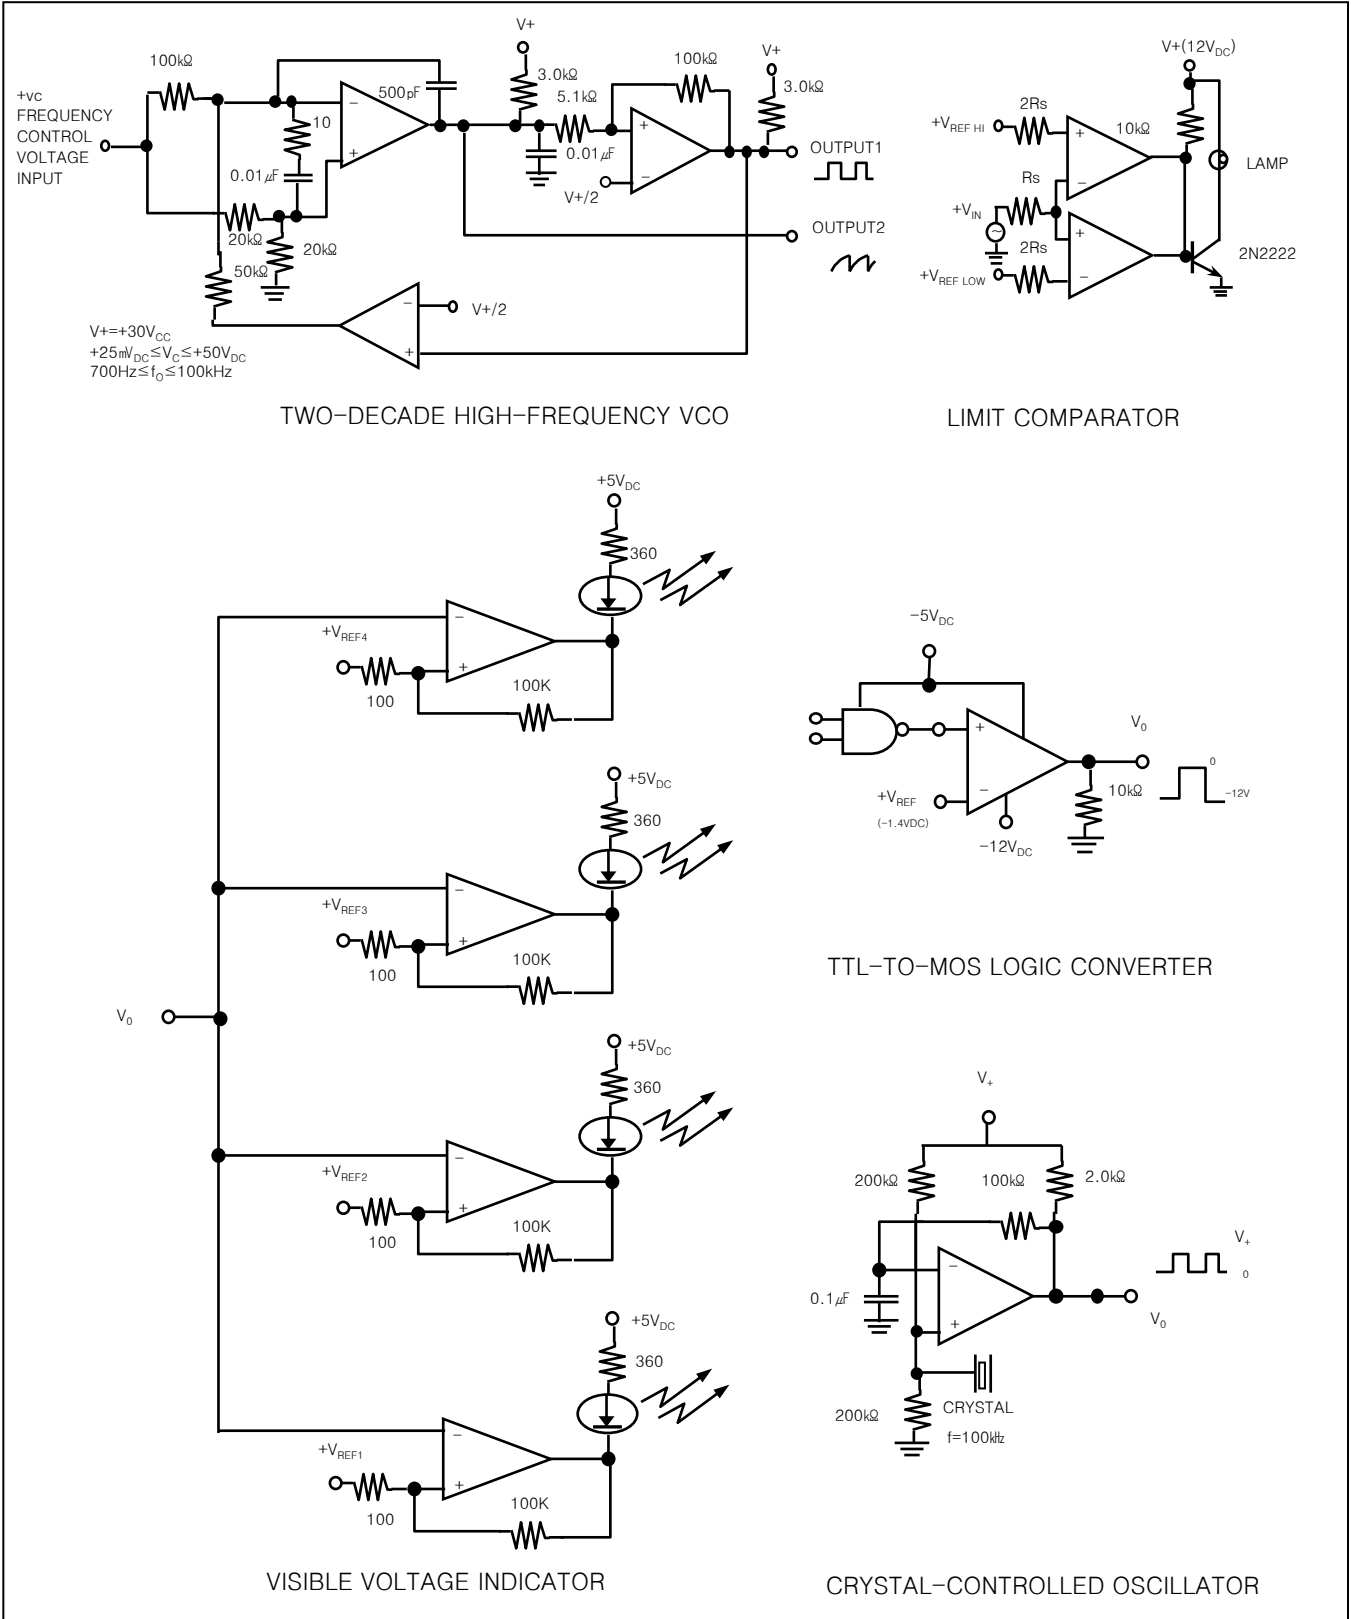 V+
100kΩ
3.0kΩ
500pF
5.1kΩ
100kΩ
V+
3.0kΩ
+vc
FREQUENCY
CONTROL
VOLTAGE
INPUT
−
+
10
0.01µF
20kΩ
20kΩ
50kΩ
0.01µF
+
−
V+/2
OUTPUT1
OUTPUT2
−
+
V+/2
V+=+30VCC
+25mVDC≤VC≤+50VDC
700Hz≤fO≤100kHz
TWO−DECADE HIGH−FREQUENCY VCO
V+(12VDC)
2Rs
+VREF HI
+
−
10kΩ
LAMP
Rs
+VIN
2Rs
+VREF LOW
+
−
2N2222
LIMIT COMPARATOR
+5VDC
360
−
+
+VREF4
100
100K
+5VDC
360
−
+
+VREF3
100
100K
V0
+5VDC
360
−
+
+VREF2
100
100K
+5VDC
360
−
+
+VREF1
100
100K
VISIBLE VOLTAGE INDICATOR
−5VDC
+
−
V0
0
−12V
10kΩ
+VREF
(−1.4VDC)
−12VDC
TTL−TO−MOS LOGIC CONVERTER
V+
200kΩ
100kΩ
2.0kΩ
−
+
0.1µF
V+
0
V0
200kΩ
CRYSTAL
f=100kHz
CRYSTAL−CONTROLLED OSCILLATOR